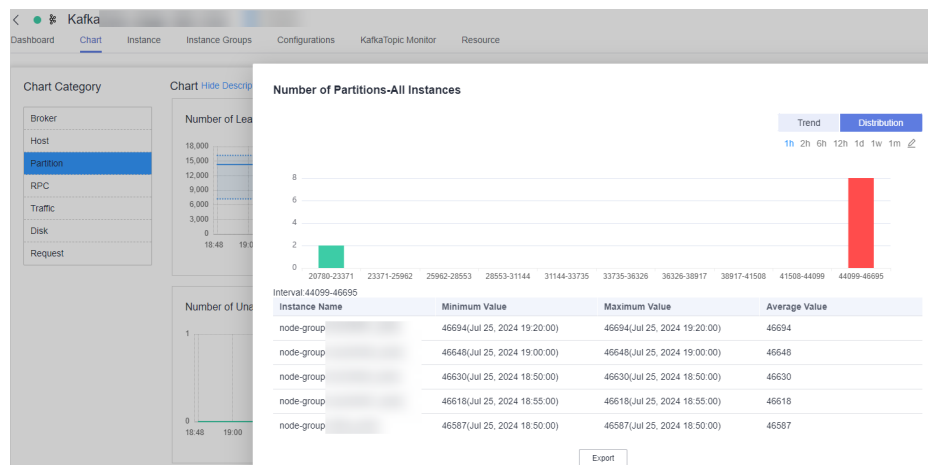 Kafka
Dashboard Chart Instance Instance Groups Configurations KafkaTopic Monitor Resource
Chart Category
Broker
Host
Partition
RPC
Traffic
Disk
Request
Chart Hide Descrip
Number of Lea
18,000
15,000
12,000
9,000
6,000
3,000
0
18:48 19:0
Number of Una
1
0
18:48 19:00
Number of Partitions-All Instances
Trend Distribution
1h 2h 6h 12h 1d 1w 1m
8
6
4
2
0
20780-23371 23371-25962 25962-28553 28553-31144 31144-33735 33735-36326 36326-38917 38917-41508 41508-44099 44099-46695
Interval:44099-46695
Instance Name Minimum Value Maximum Value Average Value
node-group 46694(Jul 25, 2024 19:20:00) 46694(Jul 25, 2024 19:20:00) 46694
node-group 46648(Jul 25, 2024 19:00:00) 46648(Jul 25, 2024 19:00:00) 46648
node-group 46630(Jul 25, 2024 18:50:00) 46630(Jul 25, 2024 18:50:00) 46630
node-group 46618(Jul 25, 2024 18:55:00) 46618(Jul 25, 2024 18:55:00) 46618
node-group 46587(Jul 25, 2024 18:50:00) 46587(Jul 25, 2024 18:50:00) 46587
Export